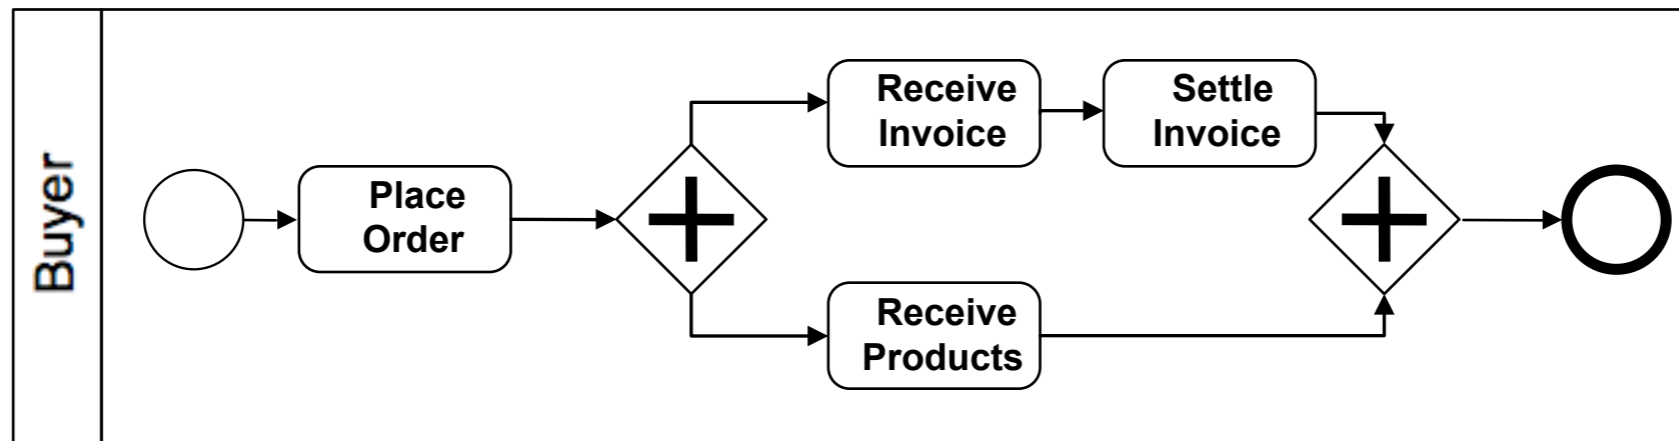 Buyer
Place
Order
Receive
Invoice
Settle
Invoice
Receive
Products